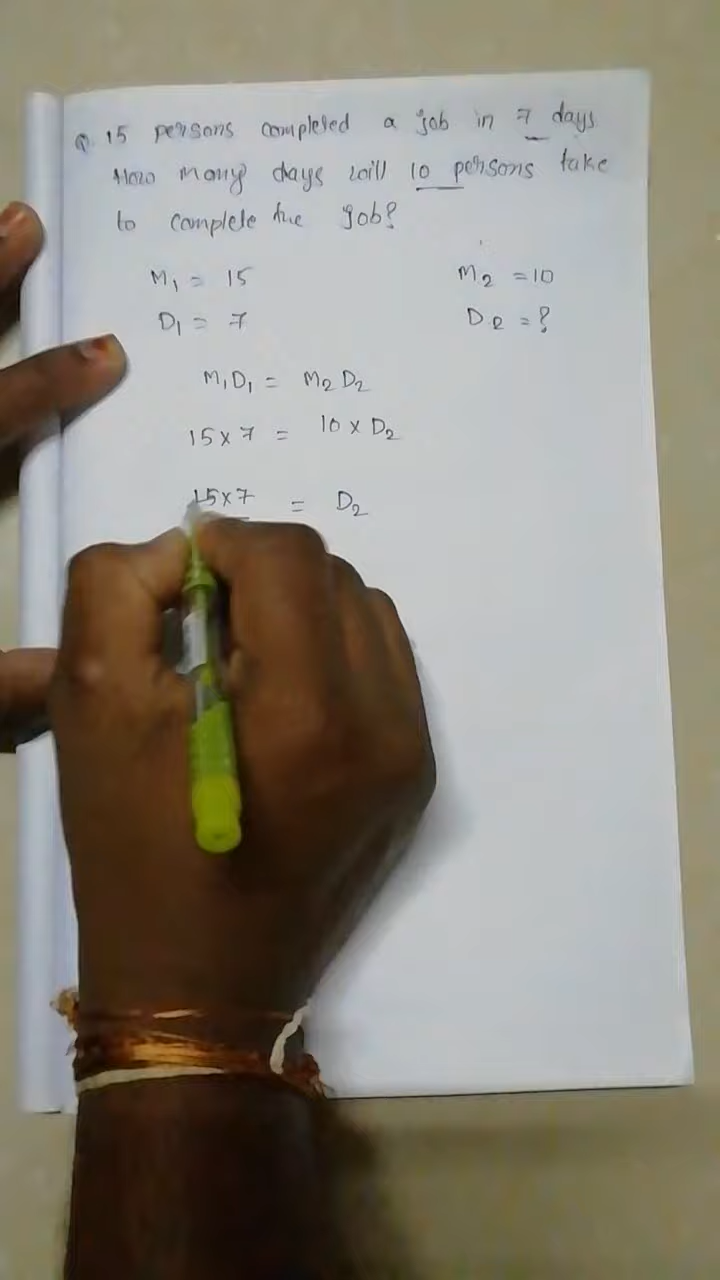 Q. 15 persons completed a job in 7 days.
How many days will 10 persons take
to complete the job?
M₁ = 15 M₂ = 10
D₁ = 7 D₂ = ?
M₁D₁ = M₂D₂
15 x 7 = 10 x D₂
15x7 = D₂